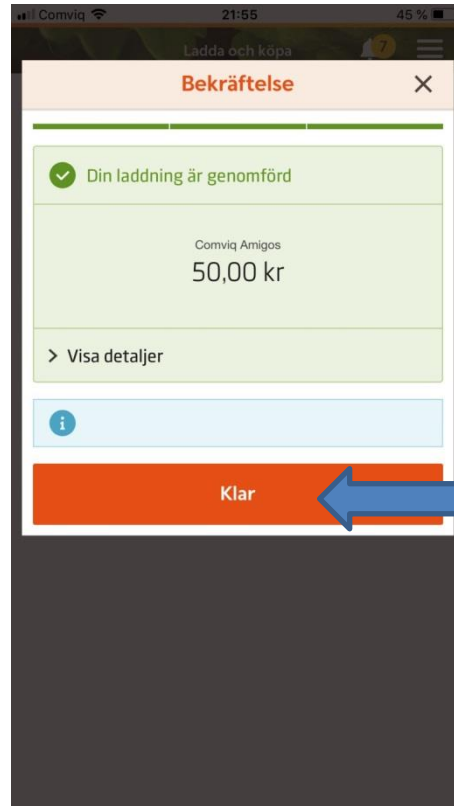 Comviq 21:55 45 %
Ladda och köpa 7
Bekräftelse
Din laddning är genomförd
Comviq Amigos
50,00 kr
Visa detaljer
Klar